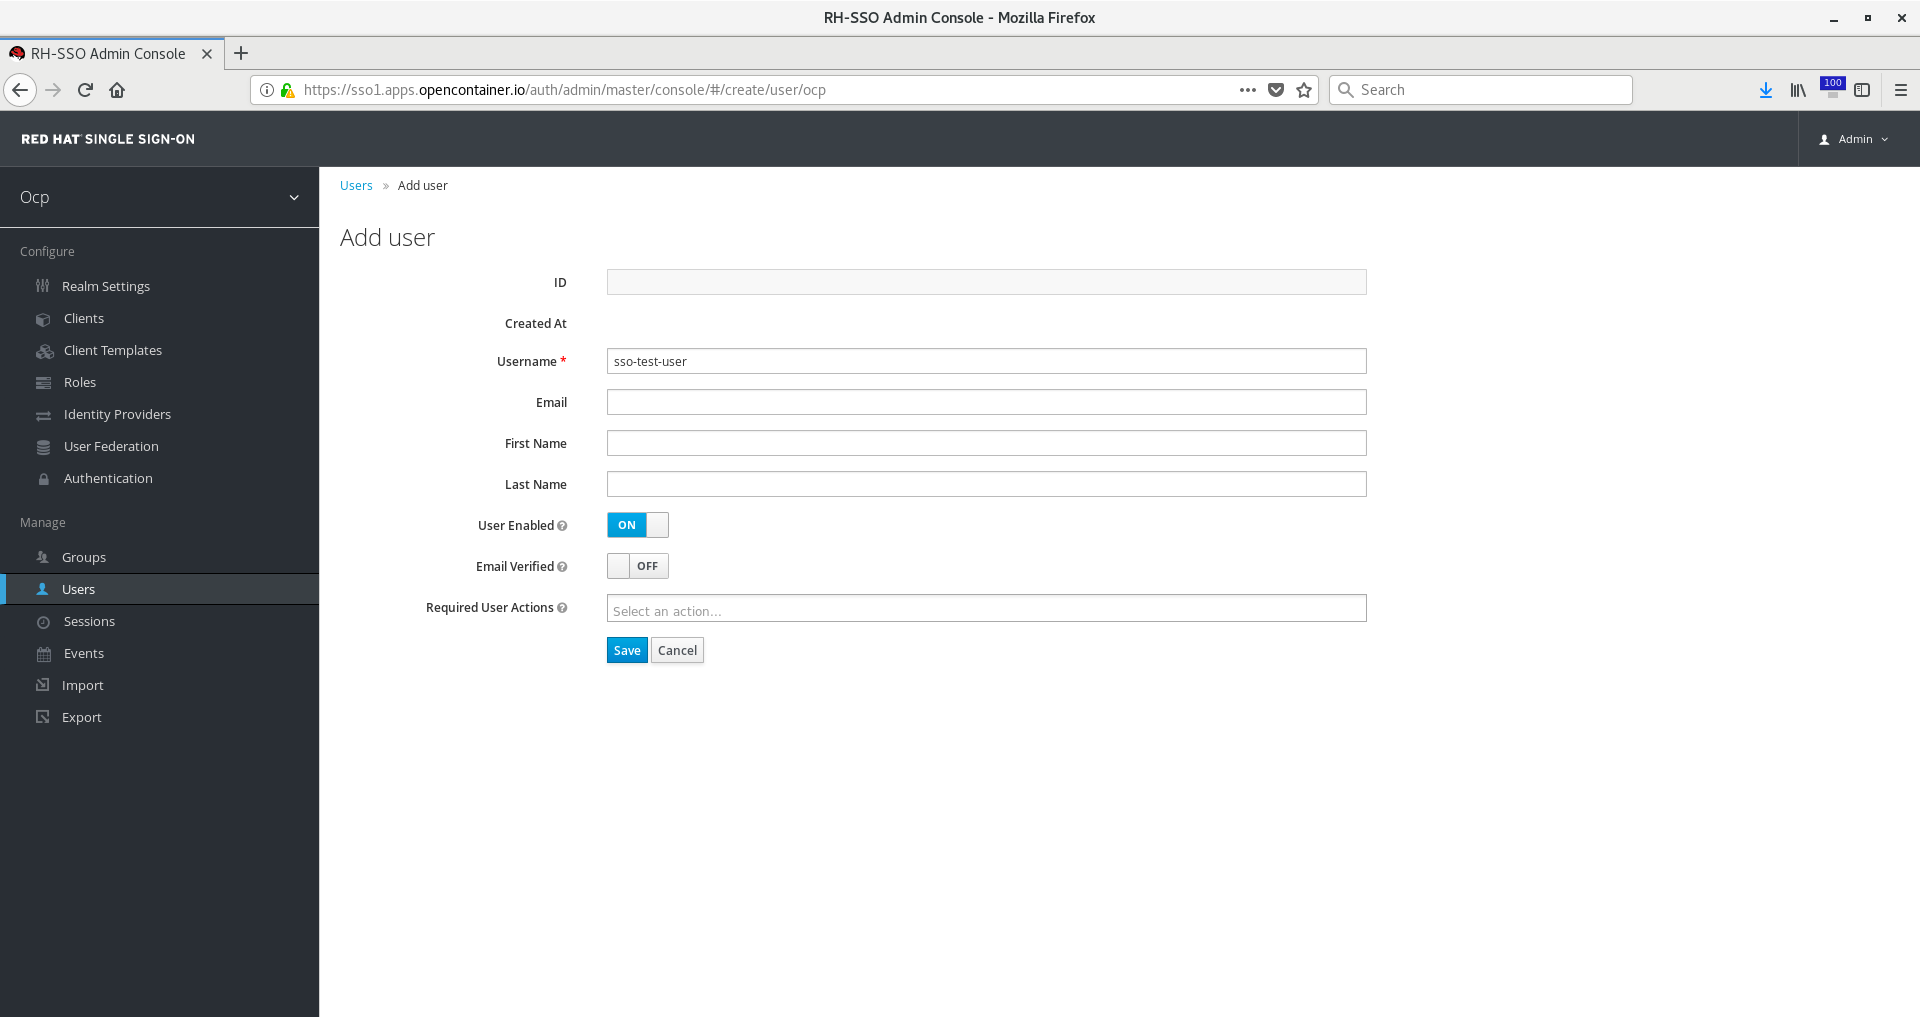 RH-SSO Admin Console - Mozilla Firefox
RH-SSO Admin Console
https://sso1.apps.opencontainer.io/auth/admin/master/console/#/create/user/ocp
Search
100
RED HAT SINGLE SIGN-ON
Admin
Ocp
Configure
Realm Settings
Clients
Client Templates
Roles
Identity Providers
User Federation
Authentication
Manage
Groups
Users
Sessions
Events
Import
Export
Users » Add user
Add user
ID
Created At
Username * sso-test-user
Email
First Name
Last Name
User Enabled ON
Email Verified OFF
Required User Actions Select an action...
Save Cancel